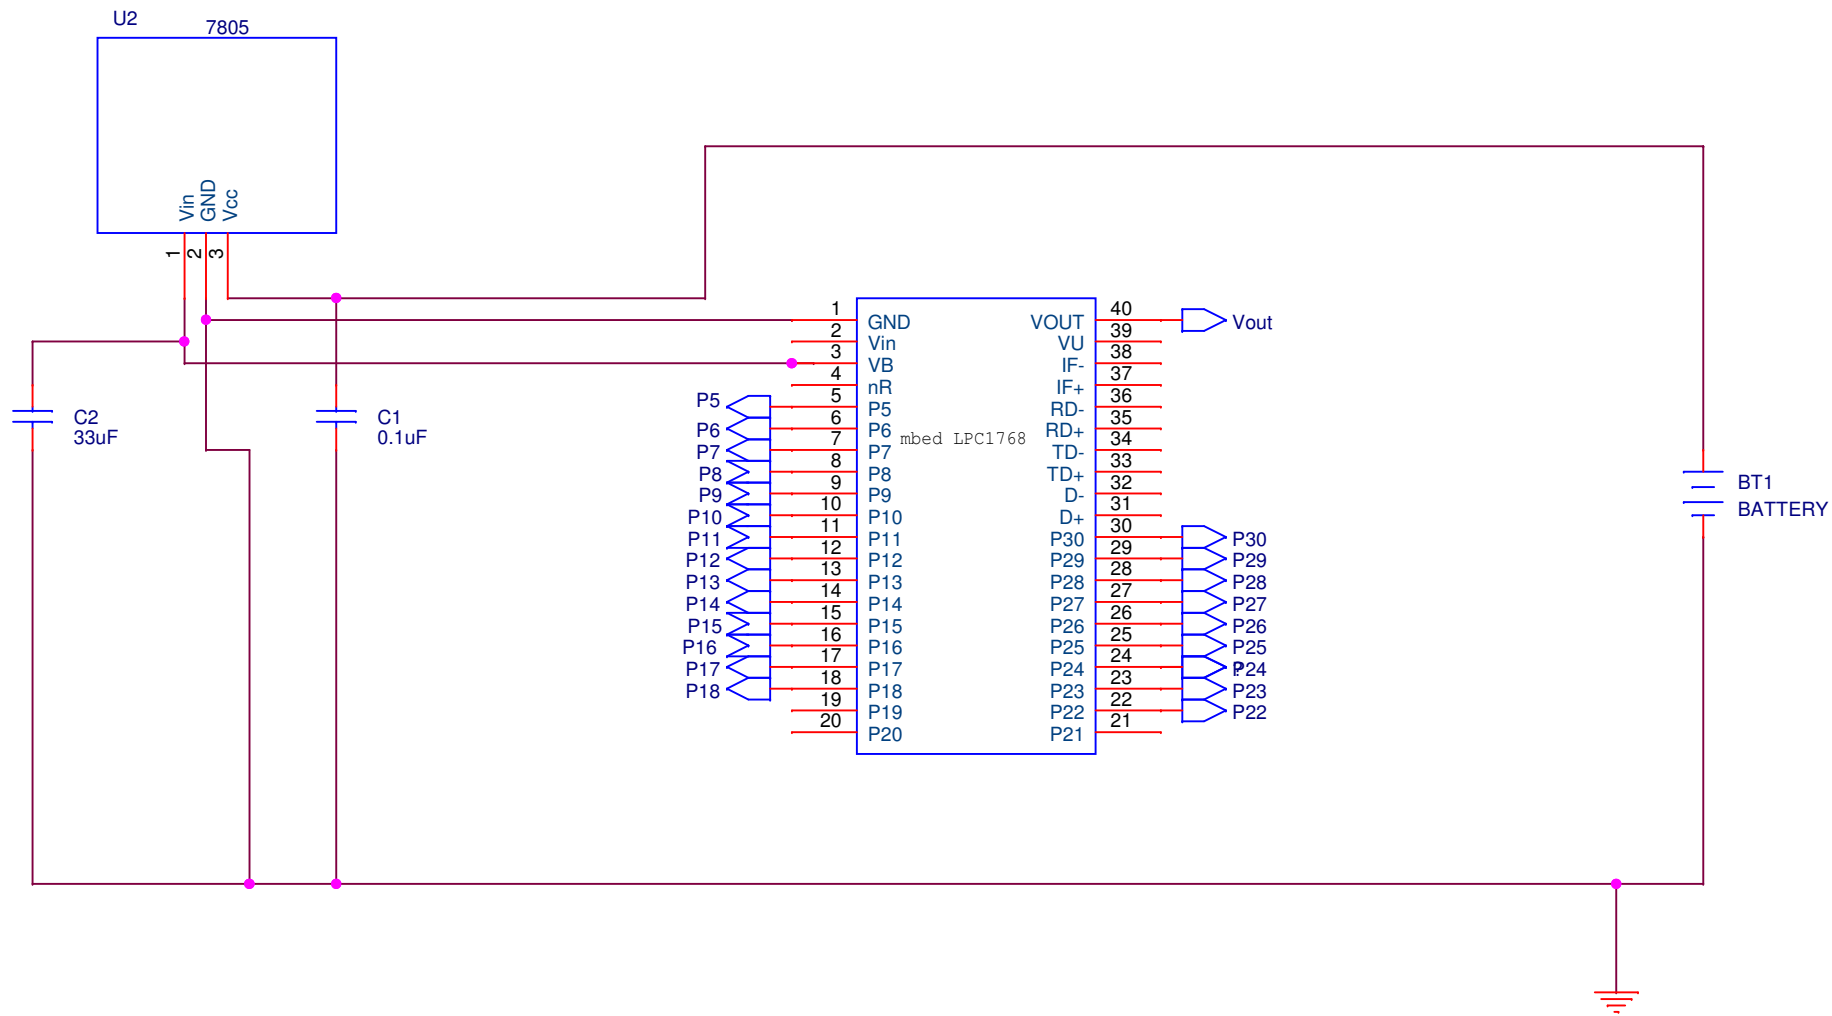 U2
7805
Vin
GND
Vcc
1
2
3
C2
33uF
C1
0.1uF
BT1
BATTERY
mbed LPC1768
1 GND
2 Vin
3 VB
4 nR
P5 5 P5
P6 6 P6
P7 7 P7
P8 8 P8
P9 9 P9
P10 10 P10
P11 11 P11
P12 12 P12
P13 13 P13
P14 14 P14
P15 15 P15
P16 16 P16
P17 17 P17
P18 18 P18
19 P19
20 P20
VOUT 40 Vout
VU 39
IF- 38
IF+ 37
RD- 36
RD+ 35
TD- 34
TD+ 33
D- 32
D+ 31
P30 30 P30
P29 29 P29
P28 28 P28
P27 27 P27
P26 26 P26
P25 25 P25
P24 24 P24
P23 23 P23
P22 22 P22
P21 21